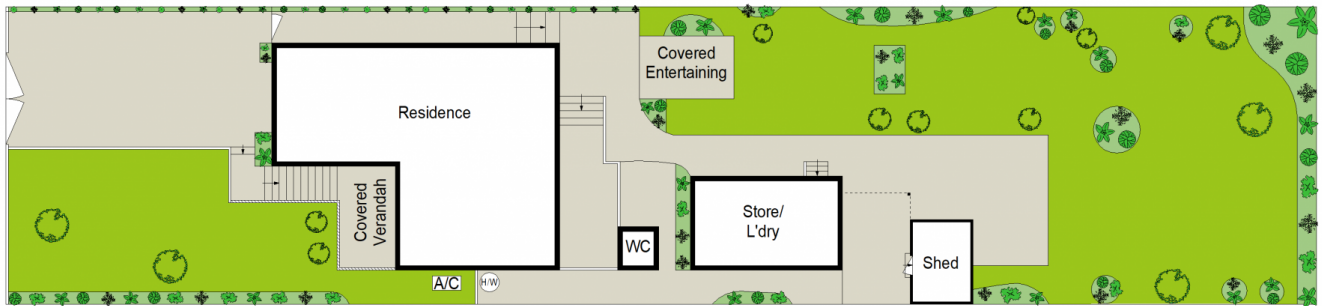 Covered
Entertaining
Residence
Covered
Verandah
Store/
L'dry
WC
Shed
A/C
H/W